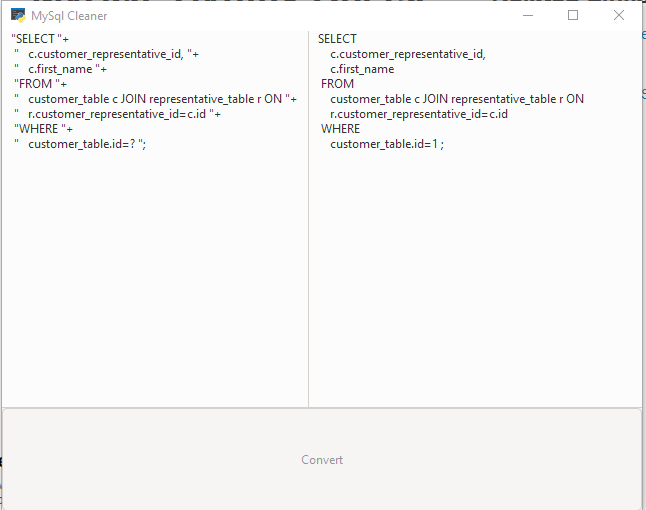 MySql Cleaner
"SELECT "+
"   c.customer_representative_id, "+
"   c.first_name "+
"FROM "+
"   customer_table c JOIN representative_table r ON "+
"   r.customer_representative_id=c.id "+
"WHERE "+
"   customer_table.id=? ";
SELECT
c.customer_representative_id,
c.first_name
FROM
customer_table c JOIN representative_table r ON
r.customer_representative_id=c.id
WHERE
customer_table.id=1 ;
Convert